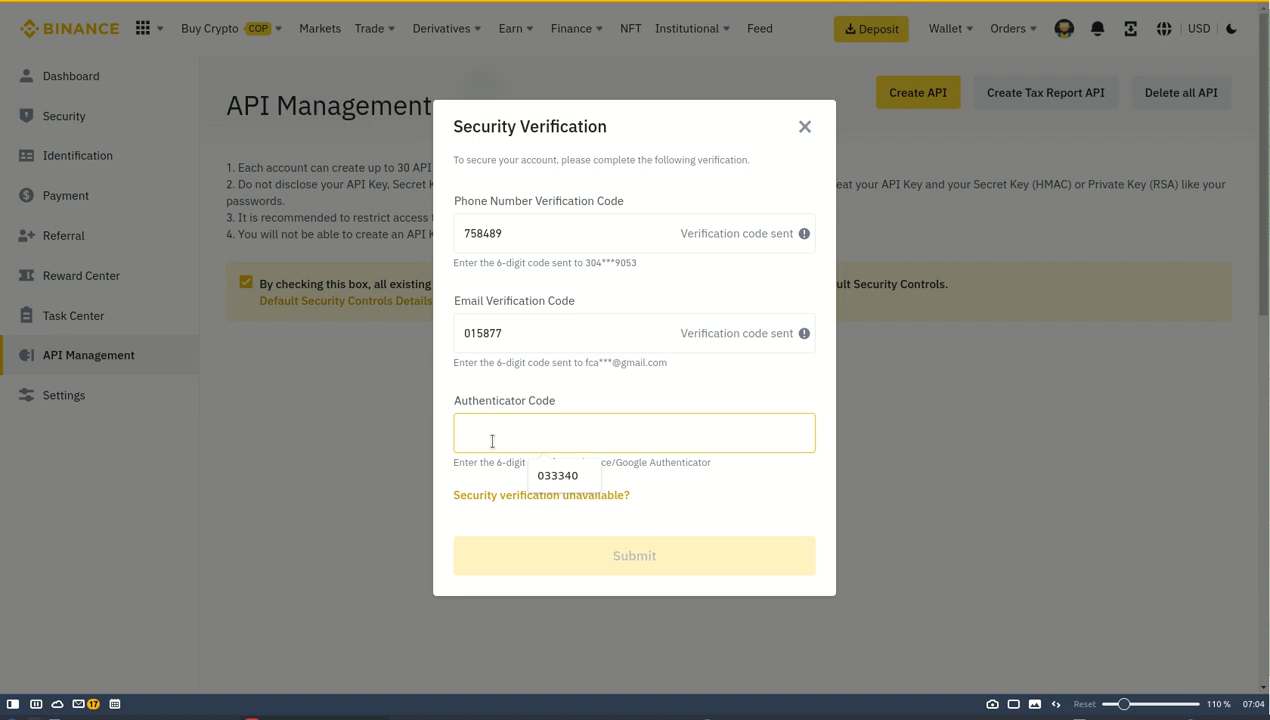 BINANCE
Buy Crypto COP Markets Trade Derivatives Earn Finance NFT Institutional Feed Deposit Wallet Orders USD
Dashboard
Security
Identification
Payment
Referral
Reward Center
Task Center
API Management
Settings
API Management
Create API Create Tax Report API Delete all API
1. Each account can create up to 30 API
2. Do not disclose your API Key, Secret K eat your API Key and your Secret Key (HMAC) or Private Key (RSA) like your
passwords.
3. It is recommended to restrict access
4. You will not be able to create an API K
By checking this box, all existing ult Security Controls.
Default Security Controls Details
Security Verification
To secure your account, please complete the following verification.
Phone Number Verification Code
758489 Verification code sent
Enter the 6-digit code sent to 304***9053
Email Verification Code
015877 Verification code sent
Enter the 6-digit code sent to fca***@gmail.com
Authenticator Code
Enter the 6-digit ce/Google Authenticator
033340
Security verification unavailable?
Submit
17 Reset 110 % 07:04